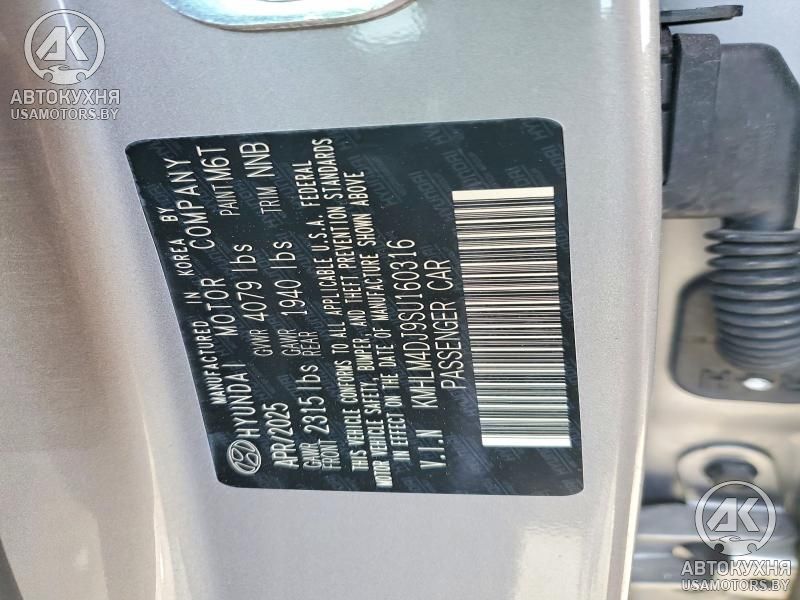 AK
АВТОКУХНЯ
USAMOTORS.BY
MANUFACTURED IN KOREA BY
HYUNDAI MOTOR COMPANY
APR/2025 GVWR 4079 lbs PAINT M6T
GAWR FRONT 2315 lbs GAWR REAR 1940 lbs TRIM NNB
THIS VEHICLE CONFORMS TO ALL APPLICABLE U.S.A. FEDERAL
MOTOR VEHICLE SAFETY, BUMPER, AND THEFT PREVENTION STANDARDS
IN EFFECT ON THE DATE OF MANUFACTURE SHOWN ABOVE
V.I.N KMHLM4DJ9SU160316
PASSENGER CAR
AK
АВТОКУХНЯ
USAMOTORS.BY